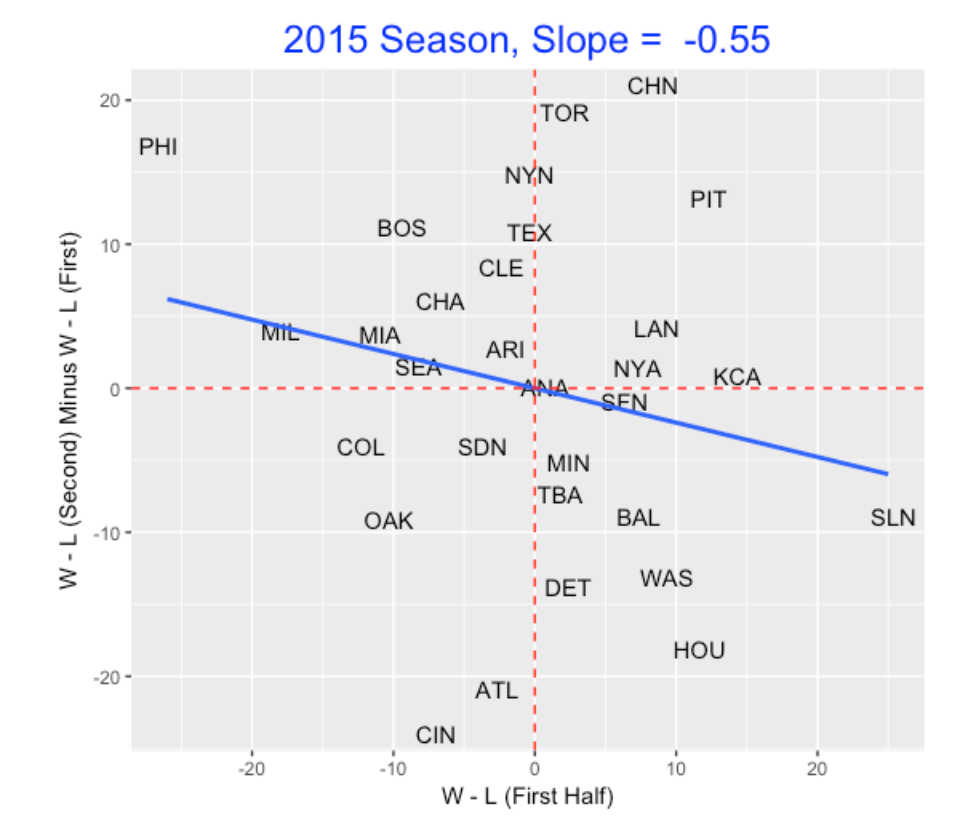 2015 Season, Slope =  -0.55
CHN
20
TOR
PHI
NYN
PIT
BOS
TEX
10
CLE
CHA
MIL
MIA
LAN
ARI
SEA
NYA
KCA
0
ANA
SFN
COL
SDN
MIN
TBA
OAK
BAL
SLN
-10
DET
WAS
HOU
-20
ATL
CIN
W - L (Second) Minus W - L (First)
-20 -10 0 10 20
W - L (First Half)